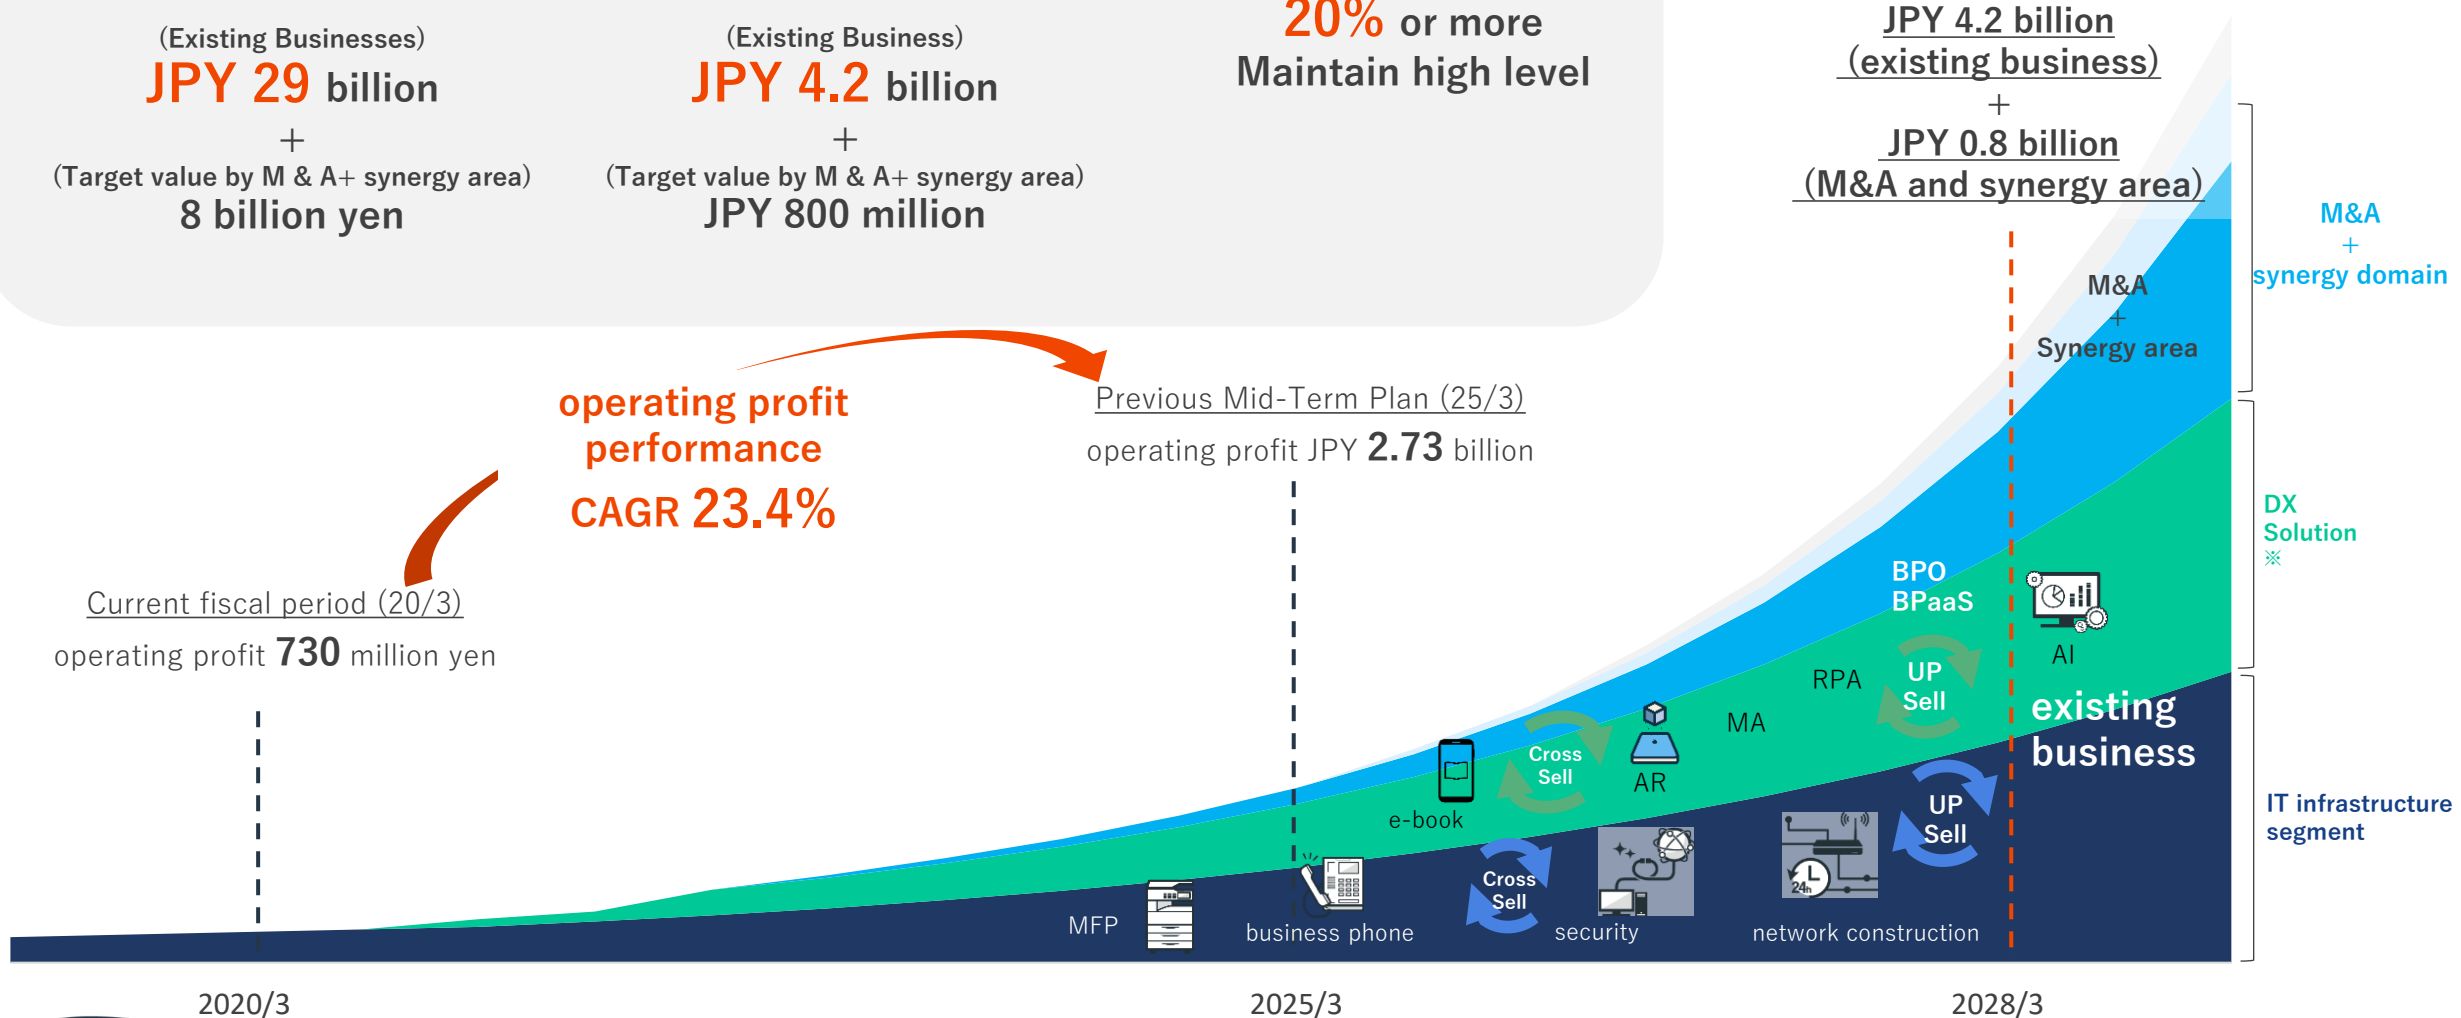 (Existing Businesses)
JPY 29 billion
+
(Target value by M & A+ synergy area)
8 billion yen
(Existing Business)
JPY 4.2 billion
+
(Target value by M & A+ synergy area)
JPY 800 million
20% or more
Maintain high level
JPY 4.2 billion
(existing business)
+
JPY 0.8 billion
(M&A and synergy area)
M&A
+
synergy domain
M&A
+
Synergy area
operating profit
performance
CAGR 23.4%
Previous Mid-Term Plan (25/3)
operating profit JPY 2.73 billion
Current fiscal period (20/3)
operating profit 730 million yen
DX
Solution
※
BPO
BPaaS
AI
RPA
UP
Sell
MA
existing
business
Cross
Sell
AR
e-book
IT infrastructure
segment
UP
Sell
24h
Cross
Sell
MFP
business phone
security
network construction
2020/3
2025/3
2028/3